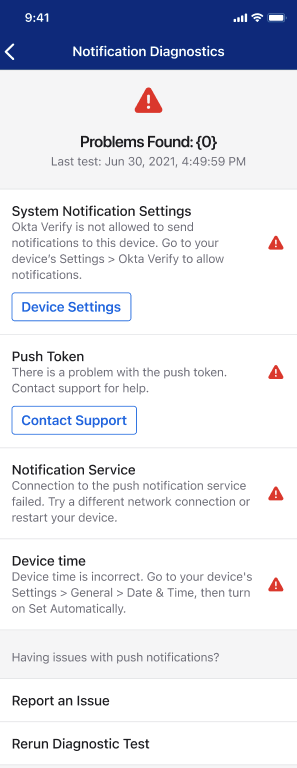 9:41
Notification Diagnostics
Problems Found: {0}
Last test: Jun 30, 2021, 4:49:59 PM
System Notification Settings
Okta Verify is not allowed to send
notifications to this device. Go to your
device's Settings > Okta Verify to allow
notifications.
Device Settings
Push Token
There is a problem with the push token.
Contact support for help.
Contact Support
Notification Service
Connection to the push notification service
failed. Try a different network connection or
restart your device.
Device time
Device time is incorrect. Go to your device's
Settings > General > Date & Time, then turn
on Set Automatically.
Having issues with push notifications?
Report an Issue
Rerun Diagnostic Test